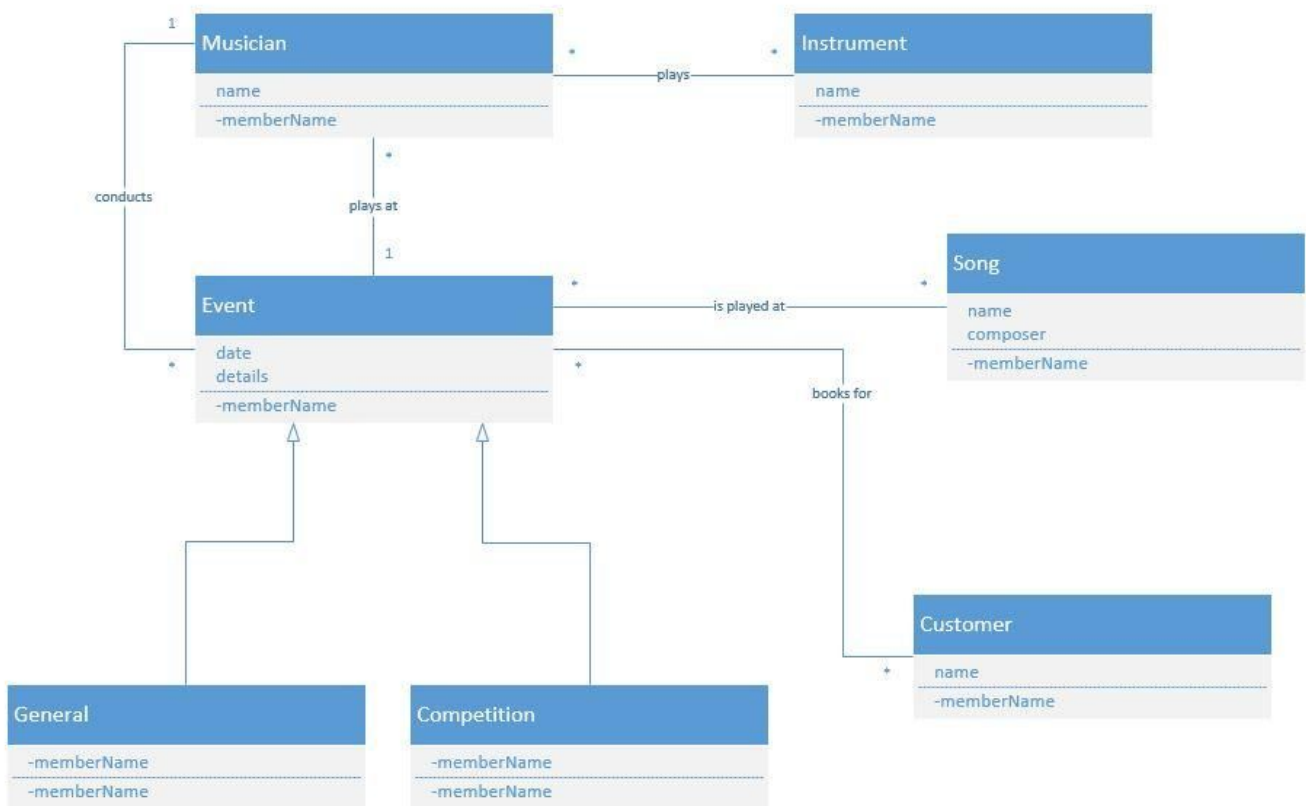 1
Musician
name
-memberName
*
*
plays
Instrument
name
-memberName
conducts
*
plays at
1
Event
date
details
-memberName
*
*
*
is played at
Song
name
composer
-memberName
*
books for
*
Customer
name
-memberName
General
-memberName
-memberName
Competition
-memberName
-memberName